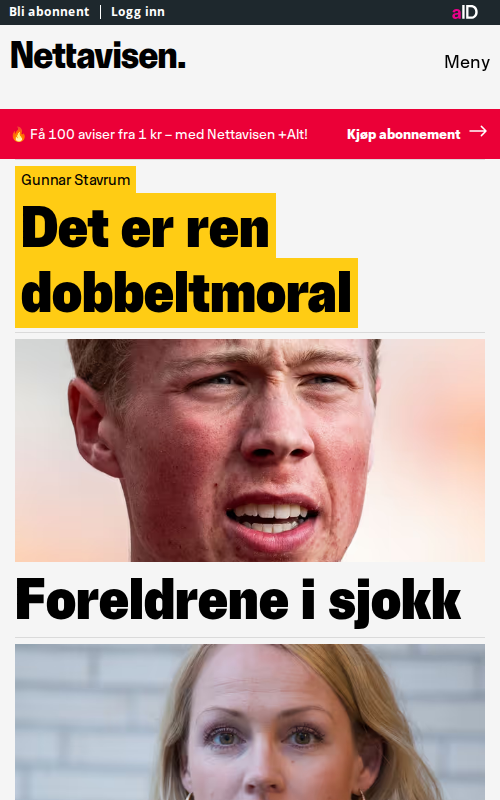 Bli abonnent | Logg inn
aID
Nettavisen.
Meny
🔥 Få 100 aviser fra 1 kr – med Nettavisen +Alt!
Kjøp abonnement →
Gunnar Stavrum
Det er ren
dobbeltmoral
Foreldrene i sjokk